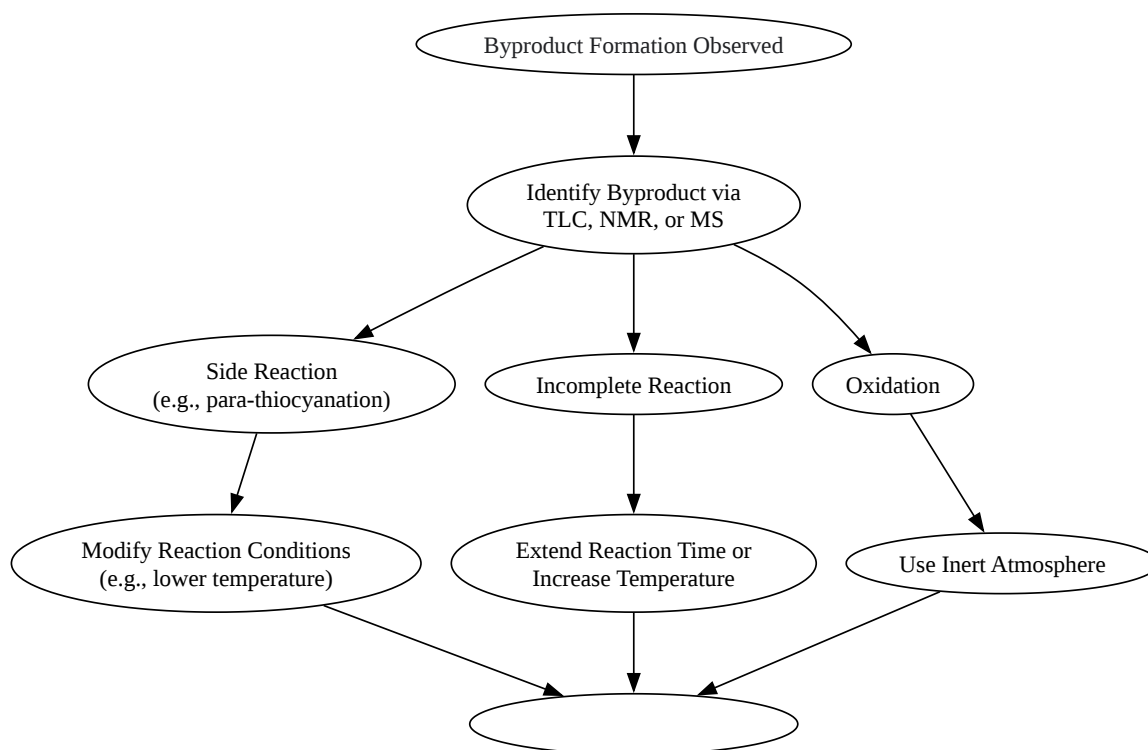 Byproduct Formation Observed
Identify Byproduct via
TLC, NMR, or MS
Side Reaction
(e.g., para-thiocyanation)
Incomplete Reaction
Oxidation
Modify Reaction Conditions
(e.g., lower temperature)
Extend Reaction Time or
Increase Temperature
Use Inert Atmosphere